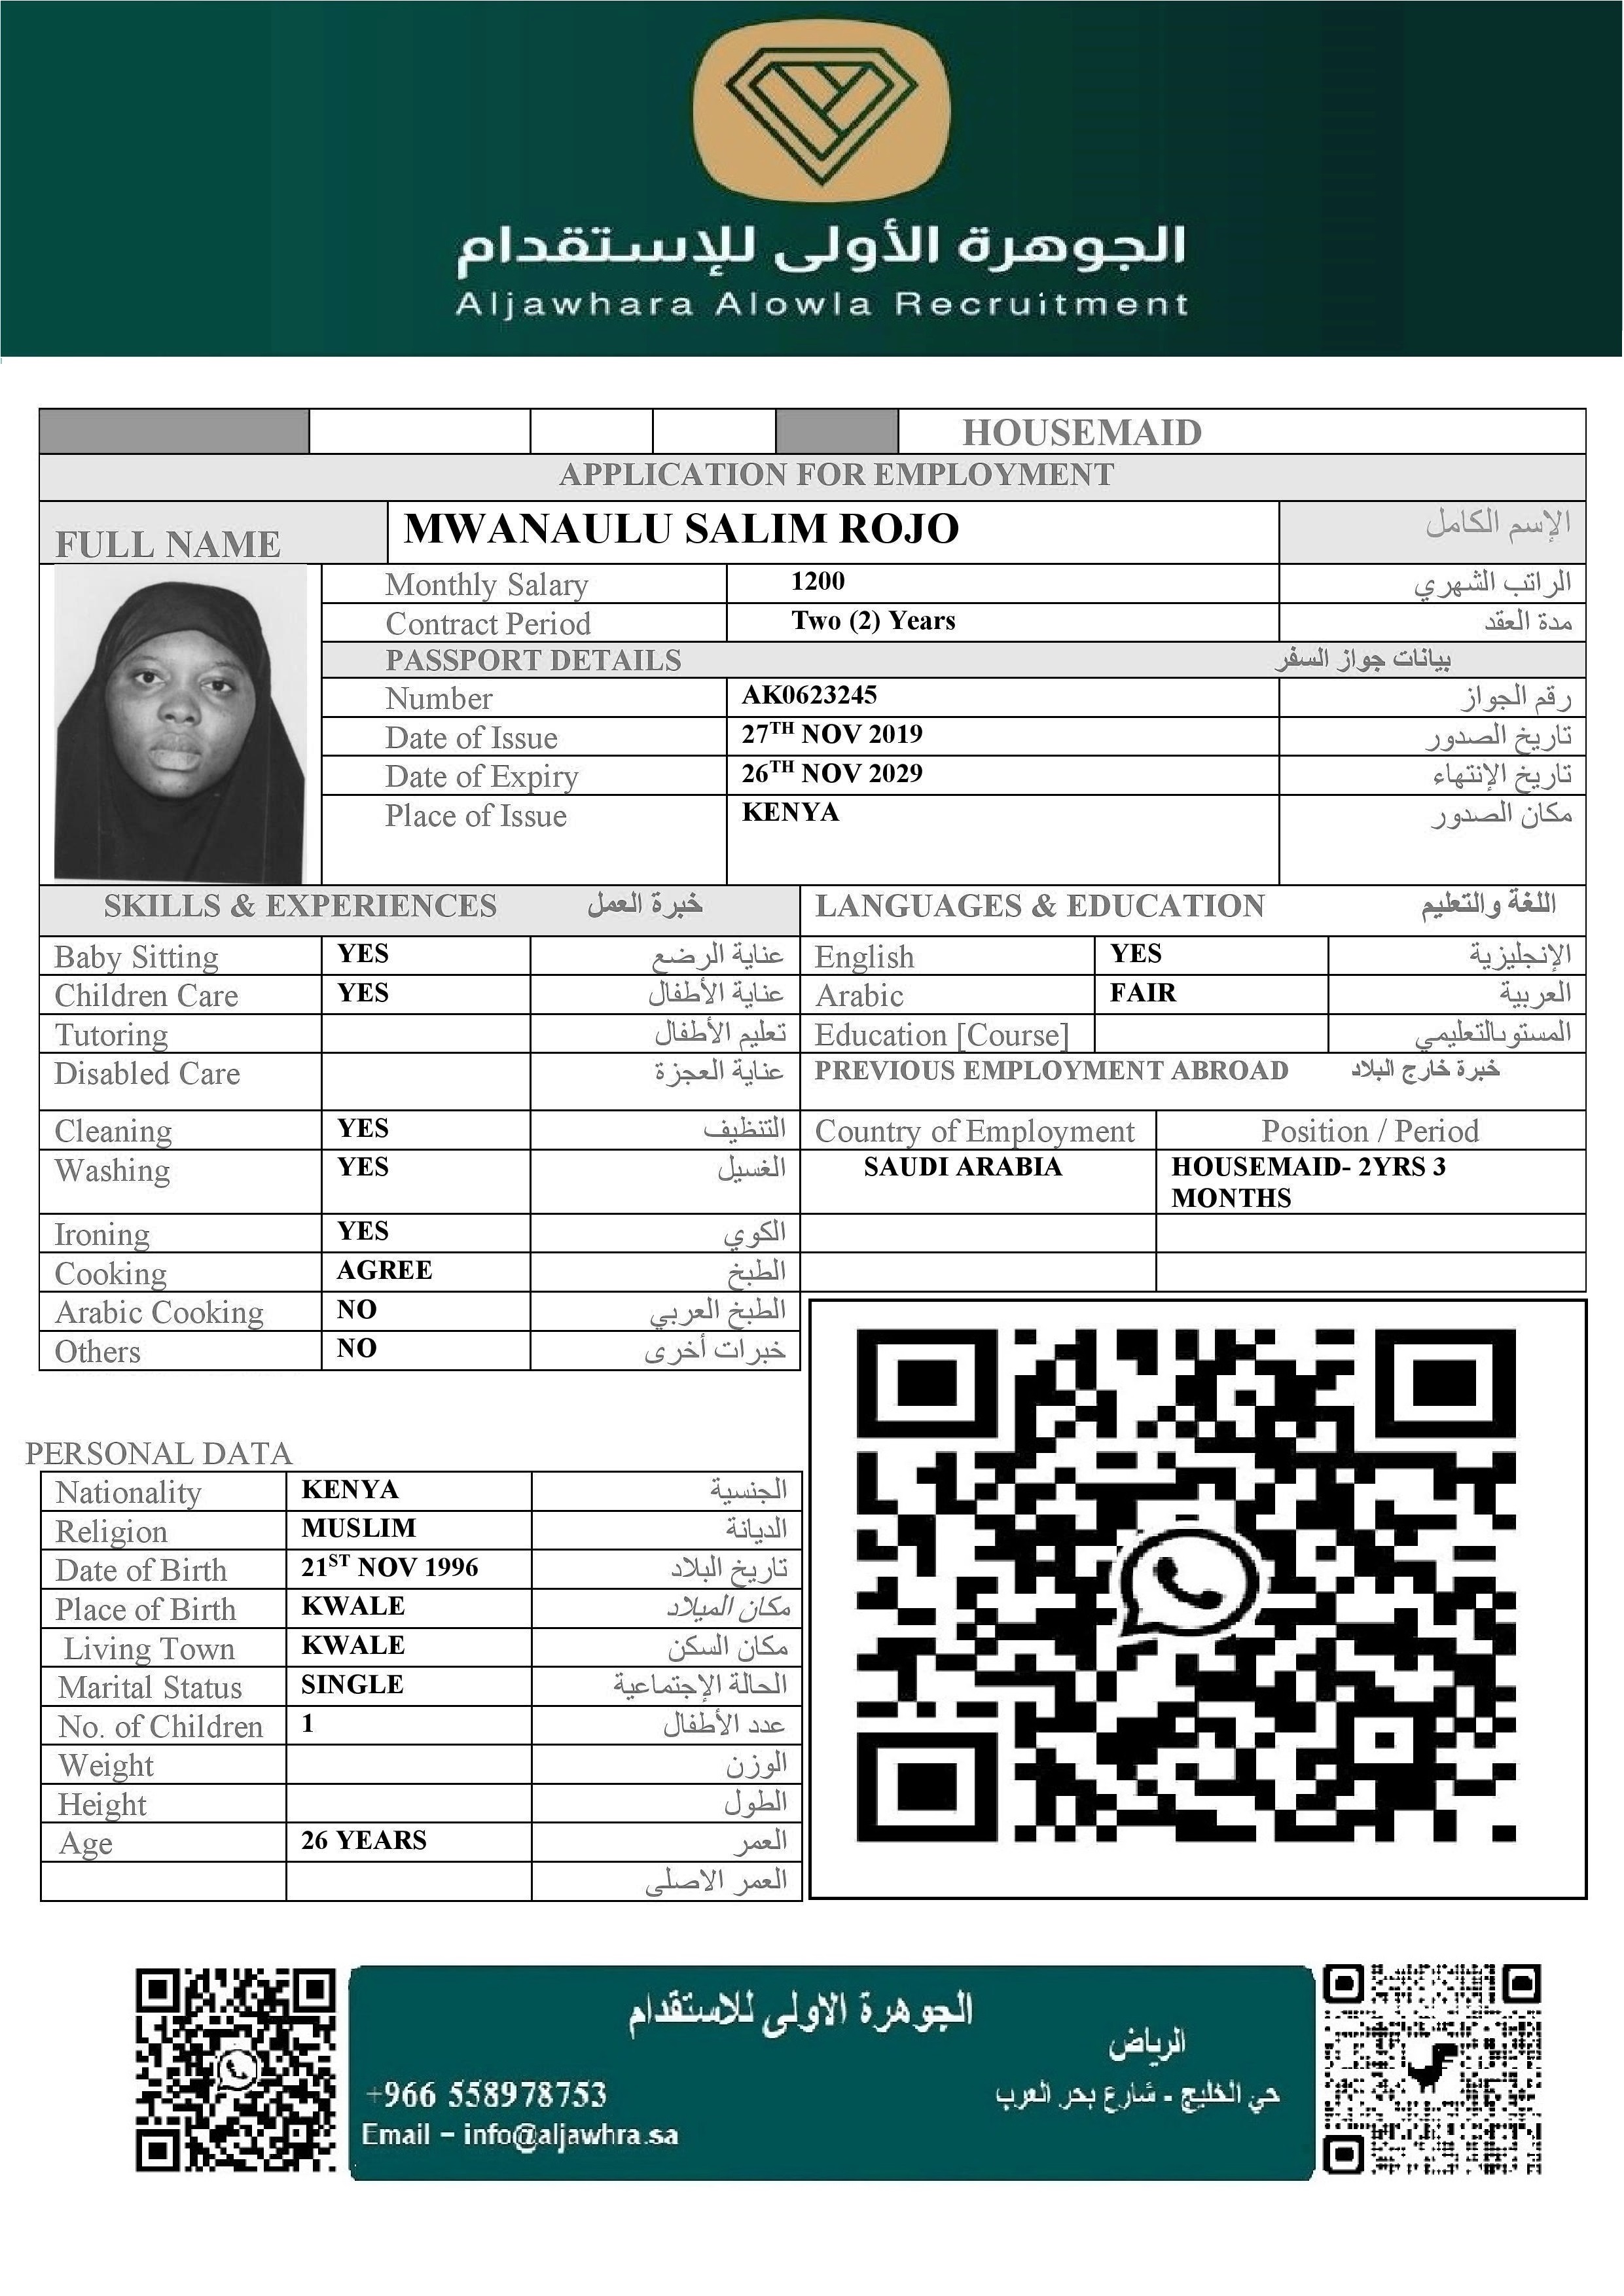 الجوهرة الأولى للإستقدام
Aljawhara Alowla Recruitment
HOUSEMAID
APPLICATION FOR EMPLOYMENT
FULL NAME MWANAULU SALIM ROJO الإسم الكامل
Monthly Salary 1200 الراتب الشهري
Contract Period Two (2) Years مدة العقد
PASSPORT DETAILS بيانات جواز السفر
Number AK0623245 رقم الجواز
Date of Issue 27TH NOV 2019 تاريخ الصدور
Date of Expiry 26TH NOV 2029 تاريخ الإنتهاء
Place of Issue KENYA مكان الصدور
SKILLS & EXPERIENCES خبرة العمل
Baby Sitting YES عناية الرضع
Children Care YES عناية الأطفال
Tutoring تعليم الأطفال
Disabled Care عناية العجزة
Cleaning YES التنظيف
Washing YES الغسيل
Ironing YES الكوي
Cooking AGREE الطبخ
Arabic Cooking NO الطبخ العربي
Others NO خبرات أخرى
LANGUAGES & EDUCATION اللغة والتعليم
English YES الإنجليزية
Arabic FAIR العربية
Education [Course] المستوىالتعليمي
PREVIOUS EMPLOYMENT ABROAD خبرة خارج البلاد
Country of Employment Position / Period
SAUDI ARABIA HOUSEMAID- 2YRS 3
MONTHS
PERSONAL DATA
Nationality KENYA الجنسية
Religion MUSLIM الديانة
Date of Birth 21ST NOV 1996 تاريخ البلاد
Place of Birth KWALE مكان الميلاد
Living Town KWALE مكان السكن
Marital Status SINGLE الحالة الإجتماعية
No. of Children 1 عدد الأطفال
Weight الوزن
Height الطول
Age 26 YEARS العمر
العمر الاصلى
الجوهرة الاولى للاستقدام
الرياض
حي الخليج - شارع بحر العرب
+966 558978753
Email – info@aljawhra.sa